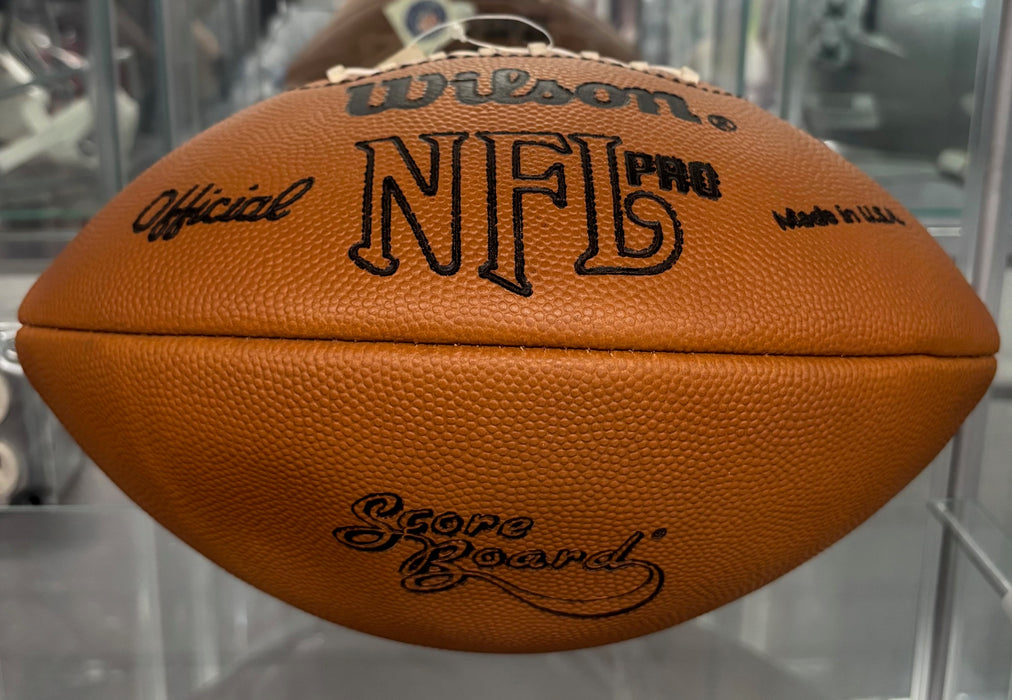 Wilson®
Official
NFL PRO
Made in U.S.A.
Score
Board®